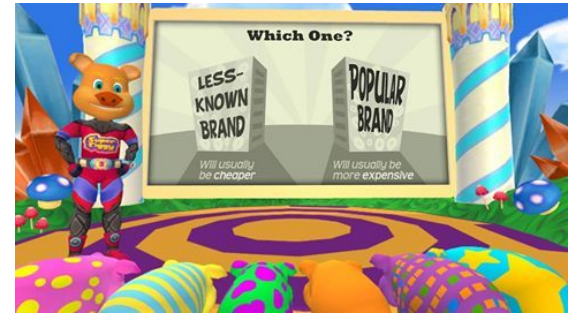 Which One?
LESS-
KNOWN
BRAND
Will usually
be cheaper
POPULAR
BRAND
Will usually be
more expensive